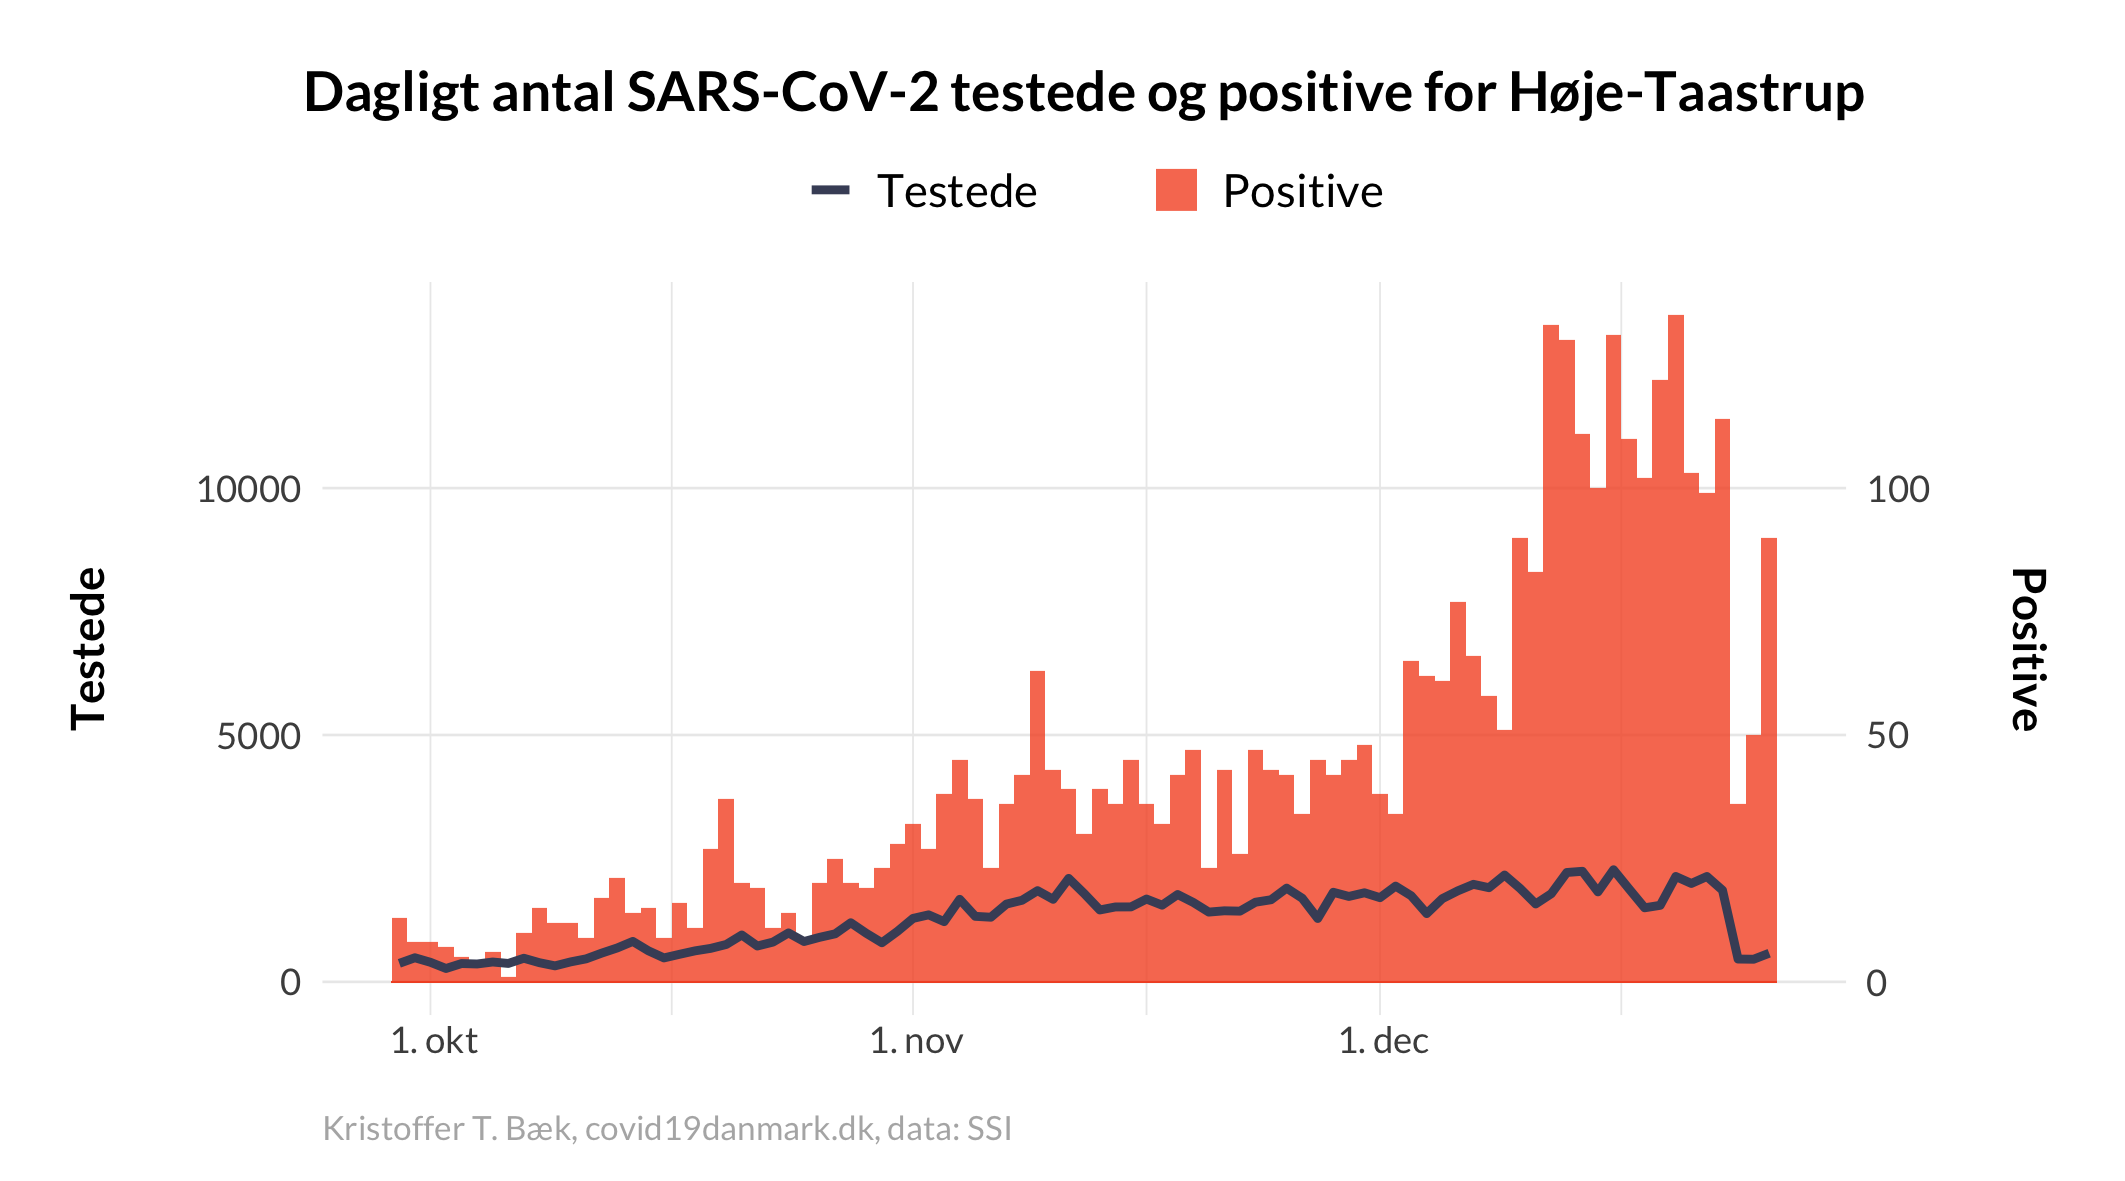 Dagligt antal SARS-CoV-2 testede og positive for Høje-Taastrup
Testede
Positive
10000
5000
0
Testede
100
50
0
Positive
1. okt
1. nov
1. dec
Kristoffer T. Bæk, covid19danmark.dk, data: SSI